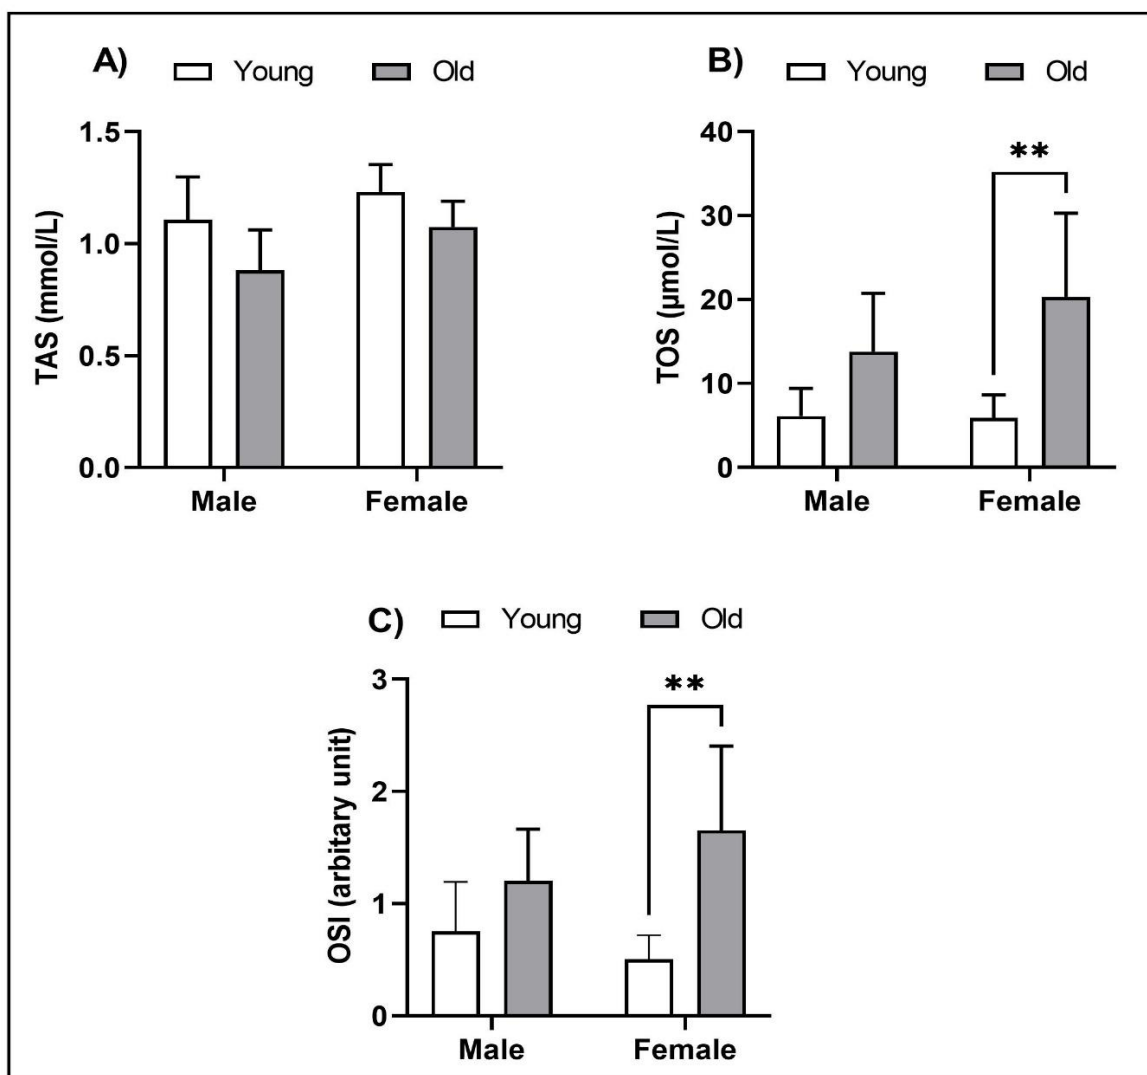 A) Young Old
TAS (mmol/L)
1.5
1.0
0.5
0.0
Male Female
B) Young Old
TOS (µmol/L)
40
**
30
20
10
0
Male Female
C) Young Old
OSI (arbitary unit)
3
**
2
1
0
Male Female